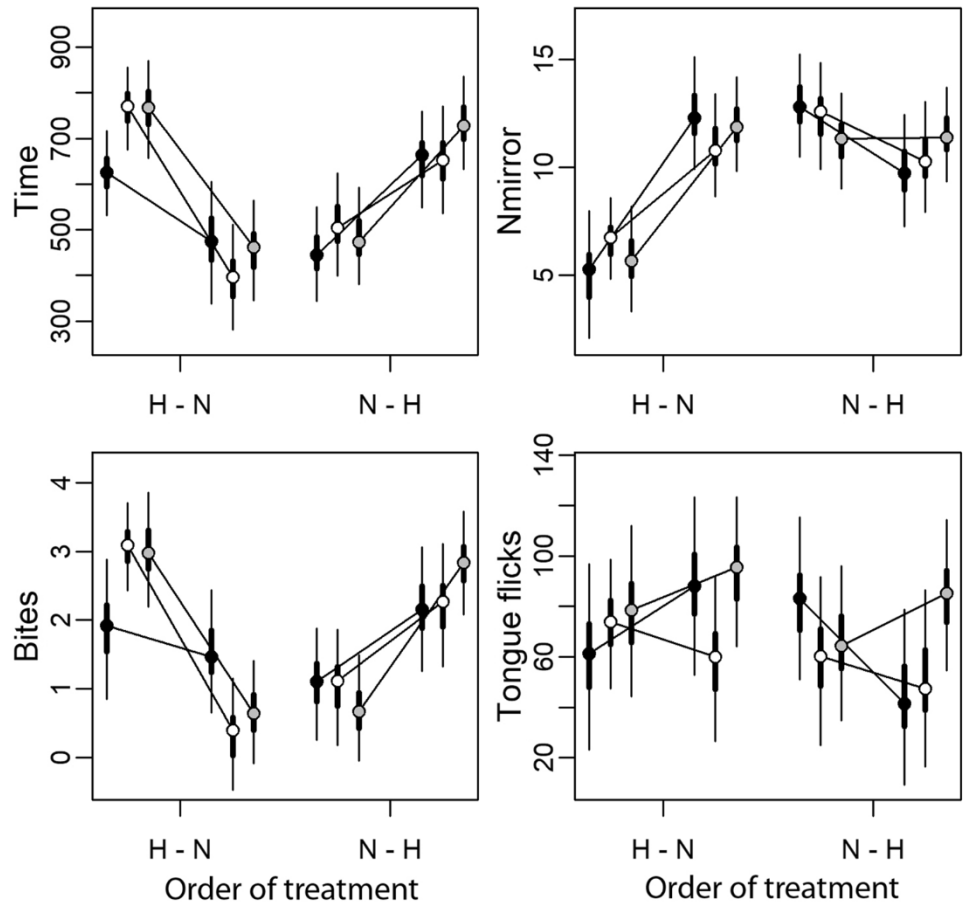 Time
900
700
500
300
H - N
N - H
Nmirror
15
10
5
H - N
N - H
Bites
4
3
2
1
0
H - N
N - H
Order of treatment
Tongue flicks
140
100
60
20
H - N
N - H
Order of treatment